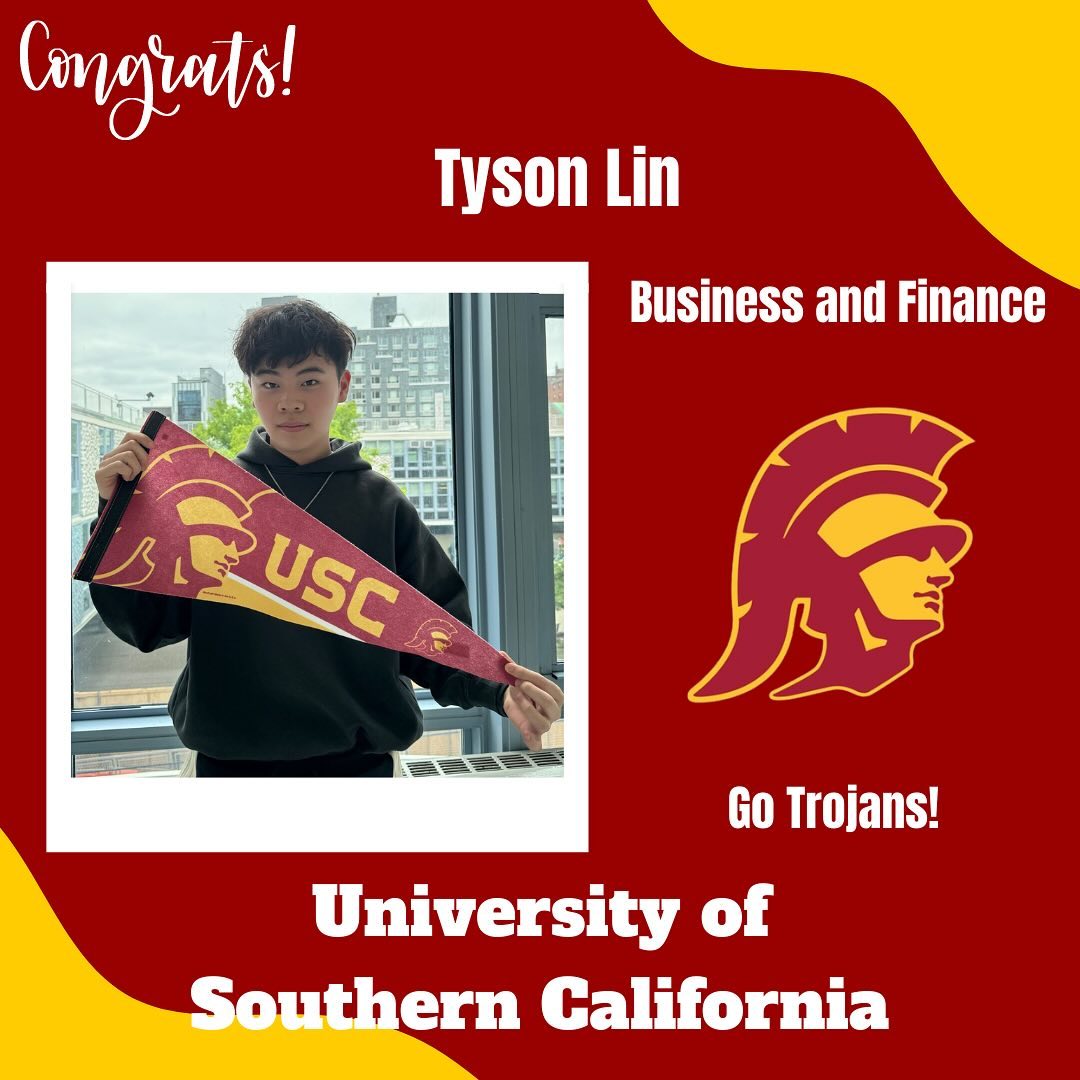 Congrats!
Tyson Lin
Business and Finance
USC
Go Trojans!
University of
Southern California